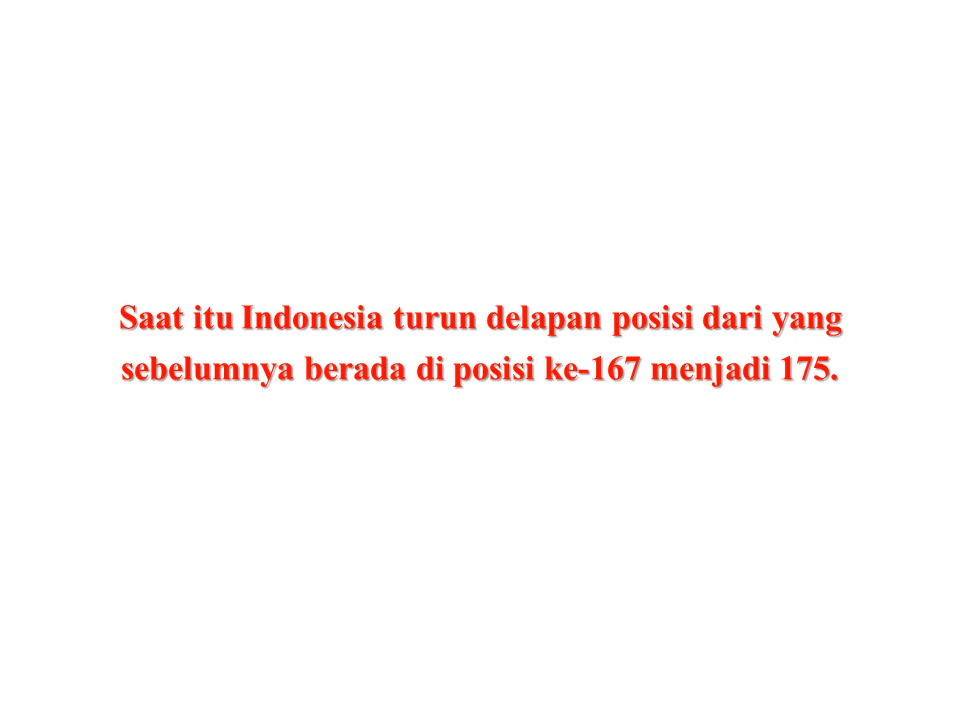 Saat itu Indonesia turun delapan posisi dari yang
sebelumnya berada di posisi ke-167 menjadi 175.